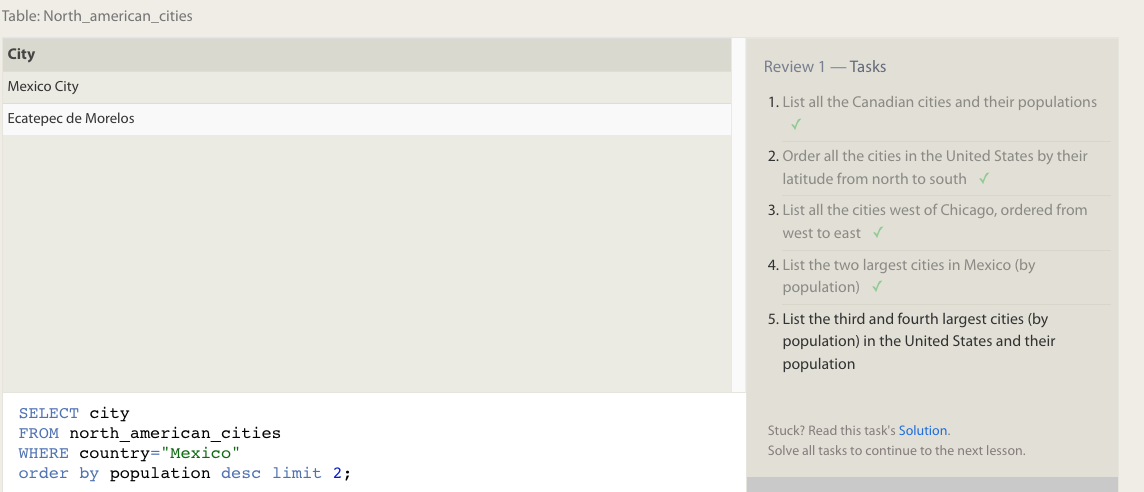 Table: North_american_cities
City
Mexico City
Ecatepec de Morelos
SELECT city
FROM north_american_cities
WHERE country="Mexico"
order by population desc limit 2;
Review 1 — Tasks
1. List all the Canadian cities and their populations
✓
2. Order all the cities in the United States by their
latitude from north to south ✓
3. List all the cities west of Chicago, ordered from
west to east ✓
4. List the two largest cities in Mexico (by
population) ✓
5. List the third and fourth largest cities (by
population) in the United States and their
population
Stuck? Read this task's Solution.
Solve all tasks to continue to the next lesson.